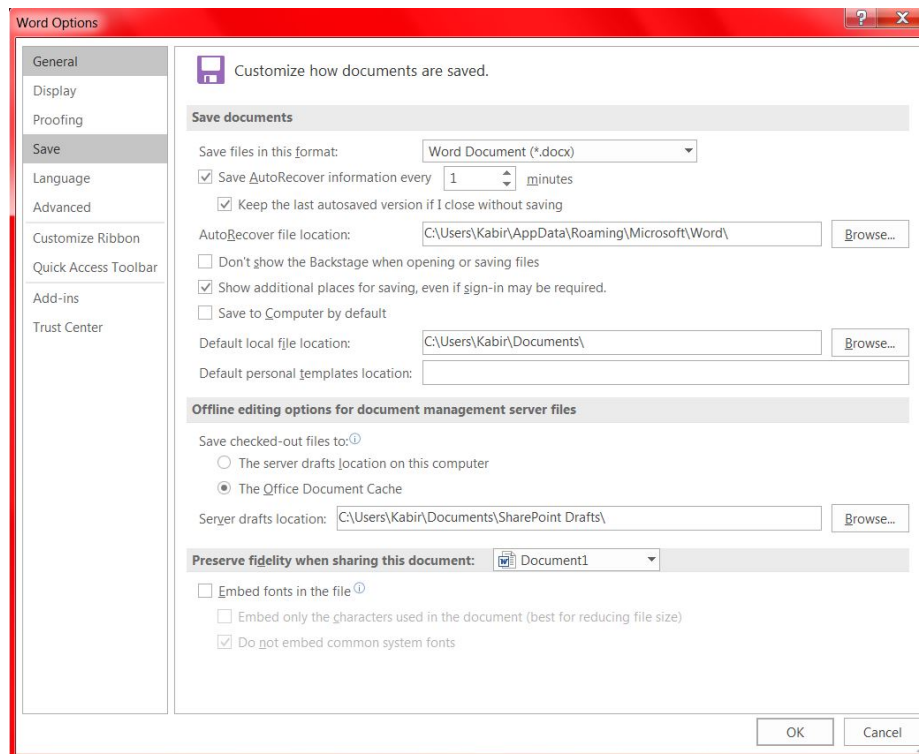 Word Options
General
Display
Proofing
Save
Language
Advanced
Customize Ribbon
Quick Access Toolbar
Add-ins
Trust Center
Customize how documents are saved.
Save documents
Save files in this format: Word Document (*.docx)
Save AutoRecover information every 1 minutes
Keep the last autosaved version if I close without saving
AutoRecover file location: C:\Users\Kabir\AppData\Roaming\Microsoft\Word\ Browse...
Don't show the Backstage when opening or saving files
Show additional places for saving, even if sign-in may be required.
Save to Computer by default
Default local file location: C:\Users\Kabir\Documents\ Browse...
Default personal templates location:
Offline editing options for document management server files
Save checked-out files to:
The server drafts location on this computer
The Office Document Cache
Server drafts location: C:\Users\Kabir\Documents\SharePoint Drafts\ Browse...
Preserve fidelity when sharing this document: Document1
Embed fonts in the file
Embed only the characters used in the document (best for reducing file size)
Do not embed common system fonts
OK Cancel